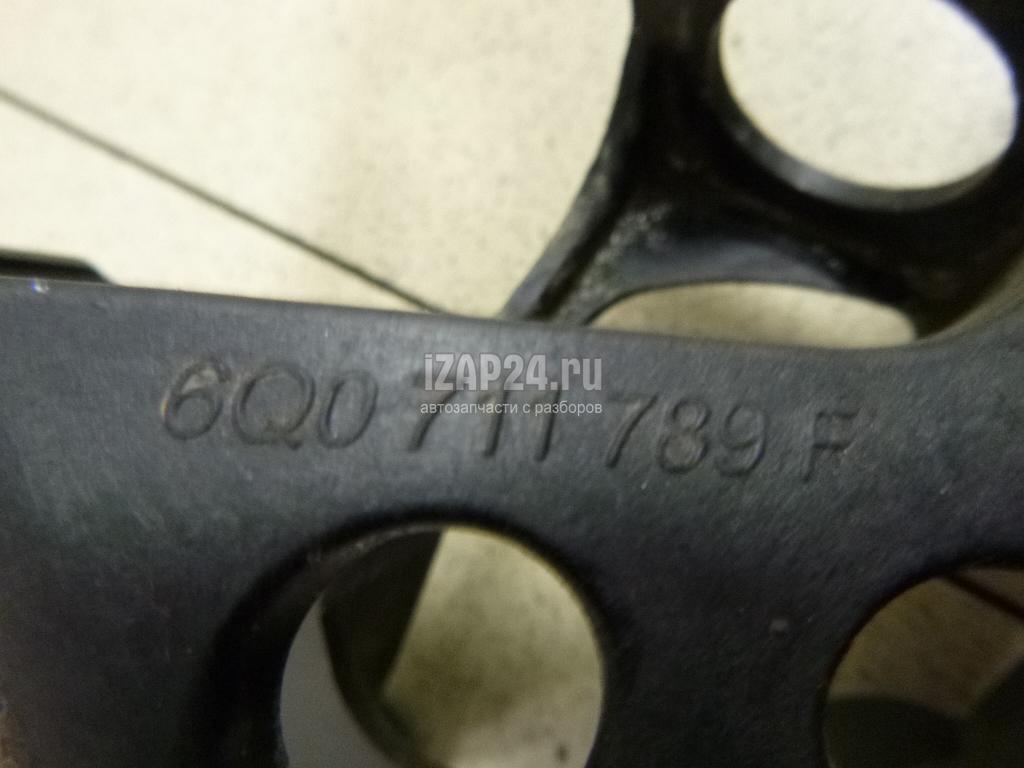 iZAP24.ru
6Q0 711 789 F
автозапчасти с разборов